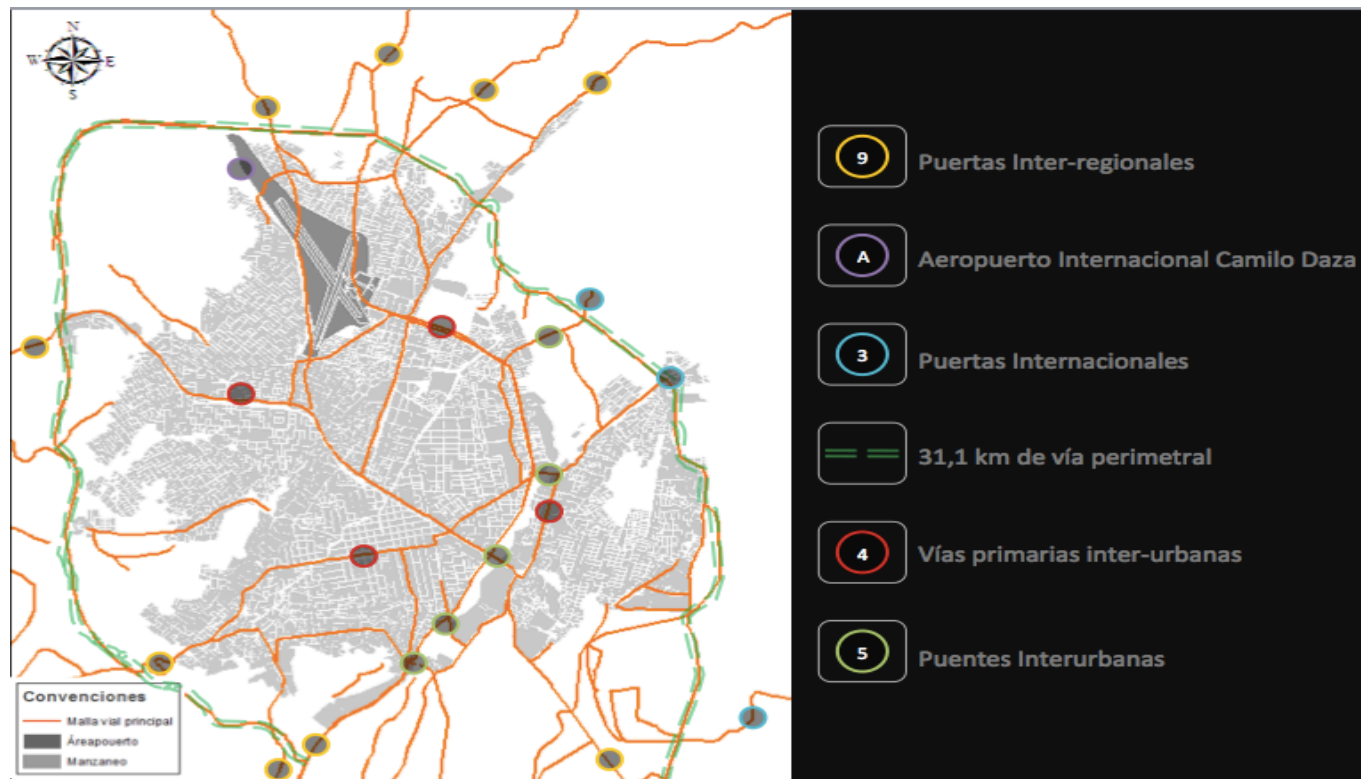 N
W E
S
Convenciones
Malla vial principal
Áreapouerto
Manzaneo
9 Puertas Inter-regionales
A Aeropuerto Internacional Camilo Daza
3 Puertas Internacionales
31,1 km de vía perimetral
4 Vías primarias inter-urbanas
5 Puentes Interurbanas